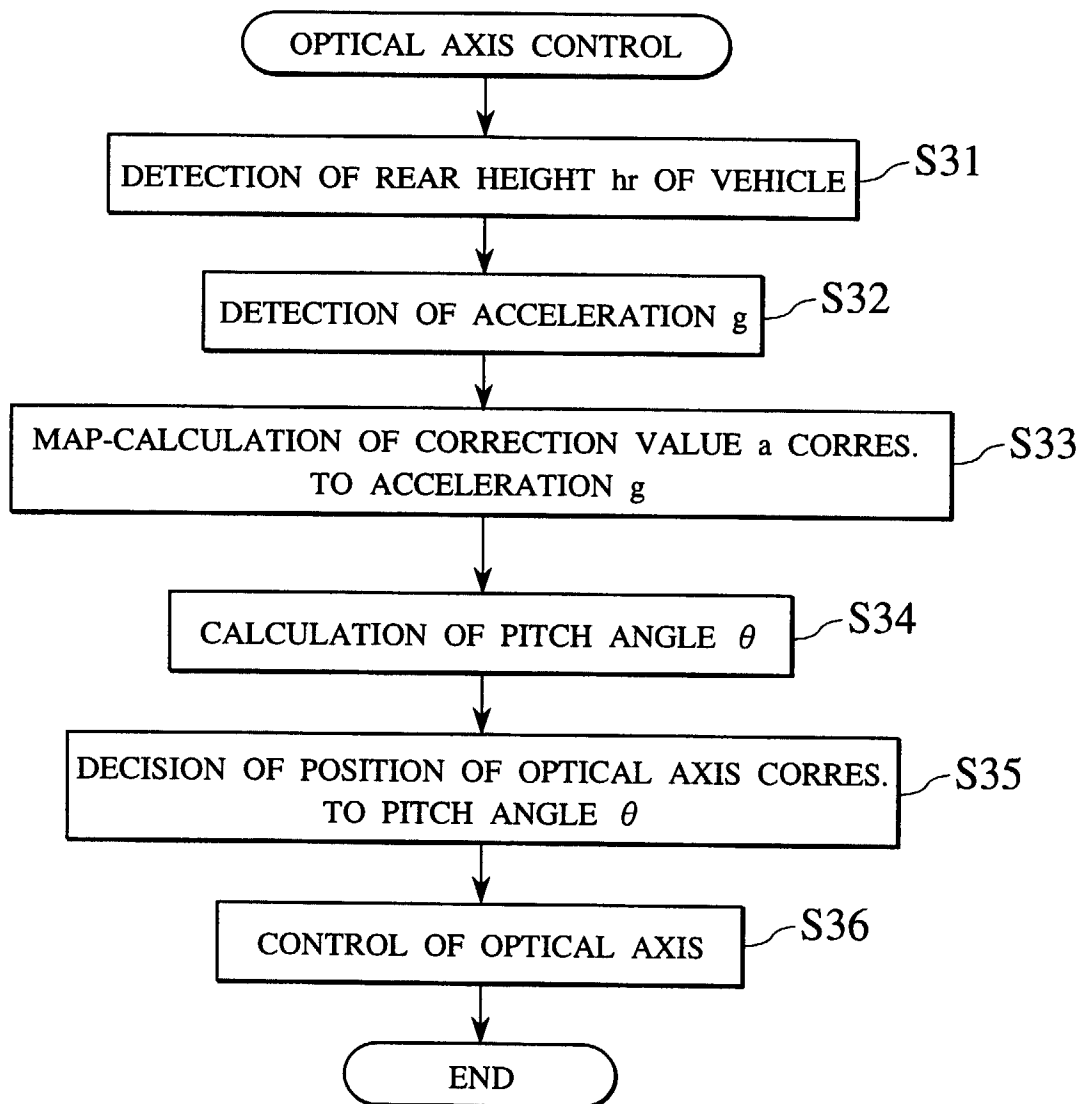 OPTICAL AXIS CONTROL
DETECTION OF REAR HEIGHT hr OF VEHICLE
S31
DETECTION OF ACCELERATION g
S32
MAP-CALCULATION OF CORRECTION VALUE a CORRES.
TO ACCELERATION g
S33
CALCULATION OF PITCH ANGLE θ
S34
DECISION OF POSITION OF OPTICAL AXIS CORRES.
TO PITCH ANGLE θ
S35
CONTROL OF OPTICAL AXIS
S36
END